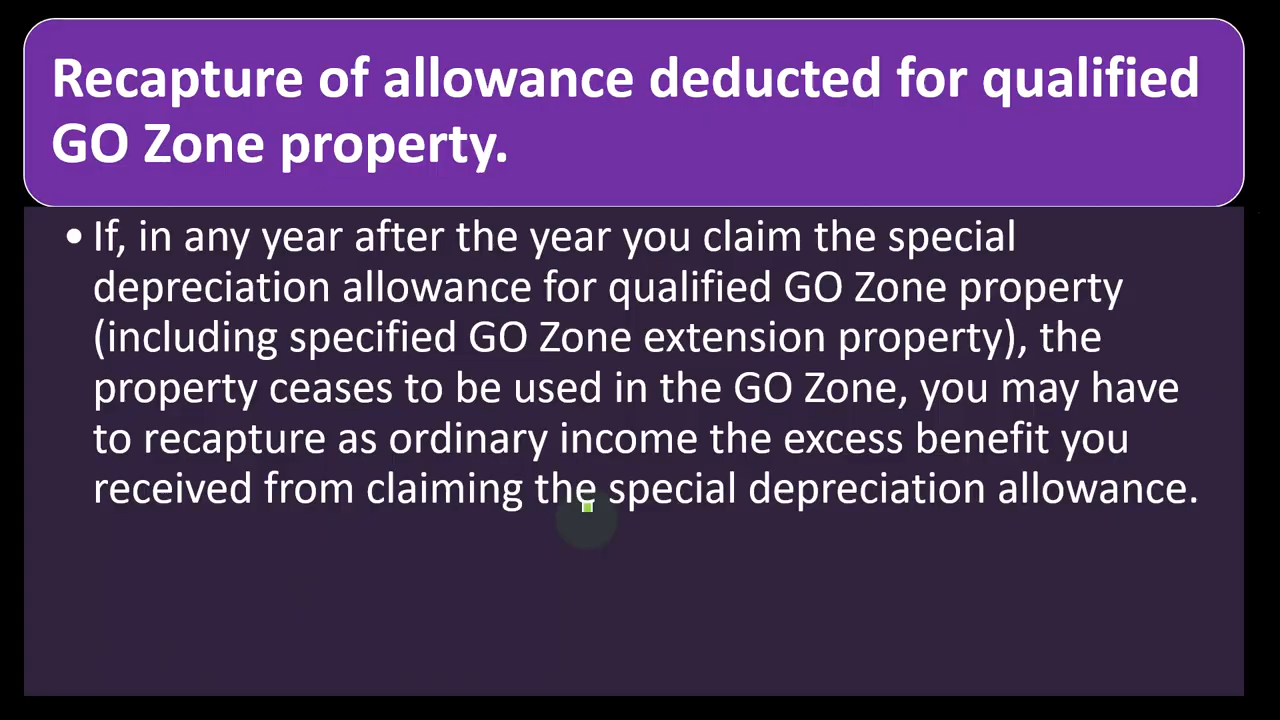 Recapture of allowance deducted for qualified
GO Zone property.
• If, in any year after the year you claim the special
depreciation allowance for qualified GO Zone property
(including specified GO Zone extension property), the
property ceases to be used in the GO Zone, you may have
to recapture as ordinary income the excess benefit you
received from claiming the special depreciation allowance.